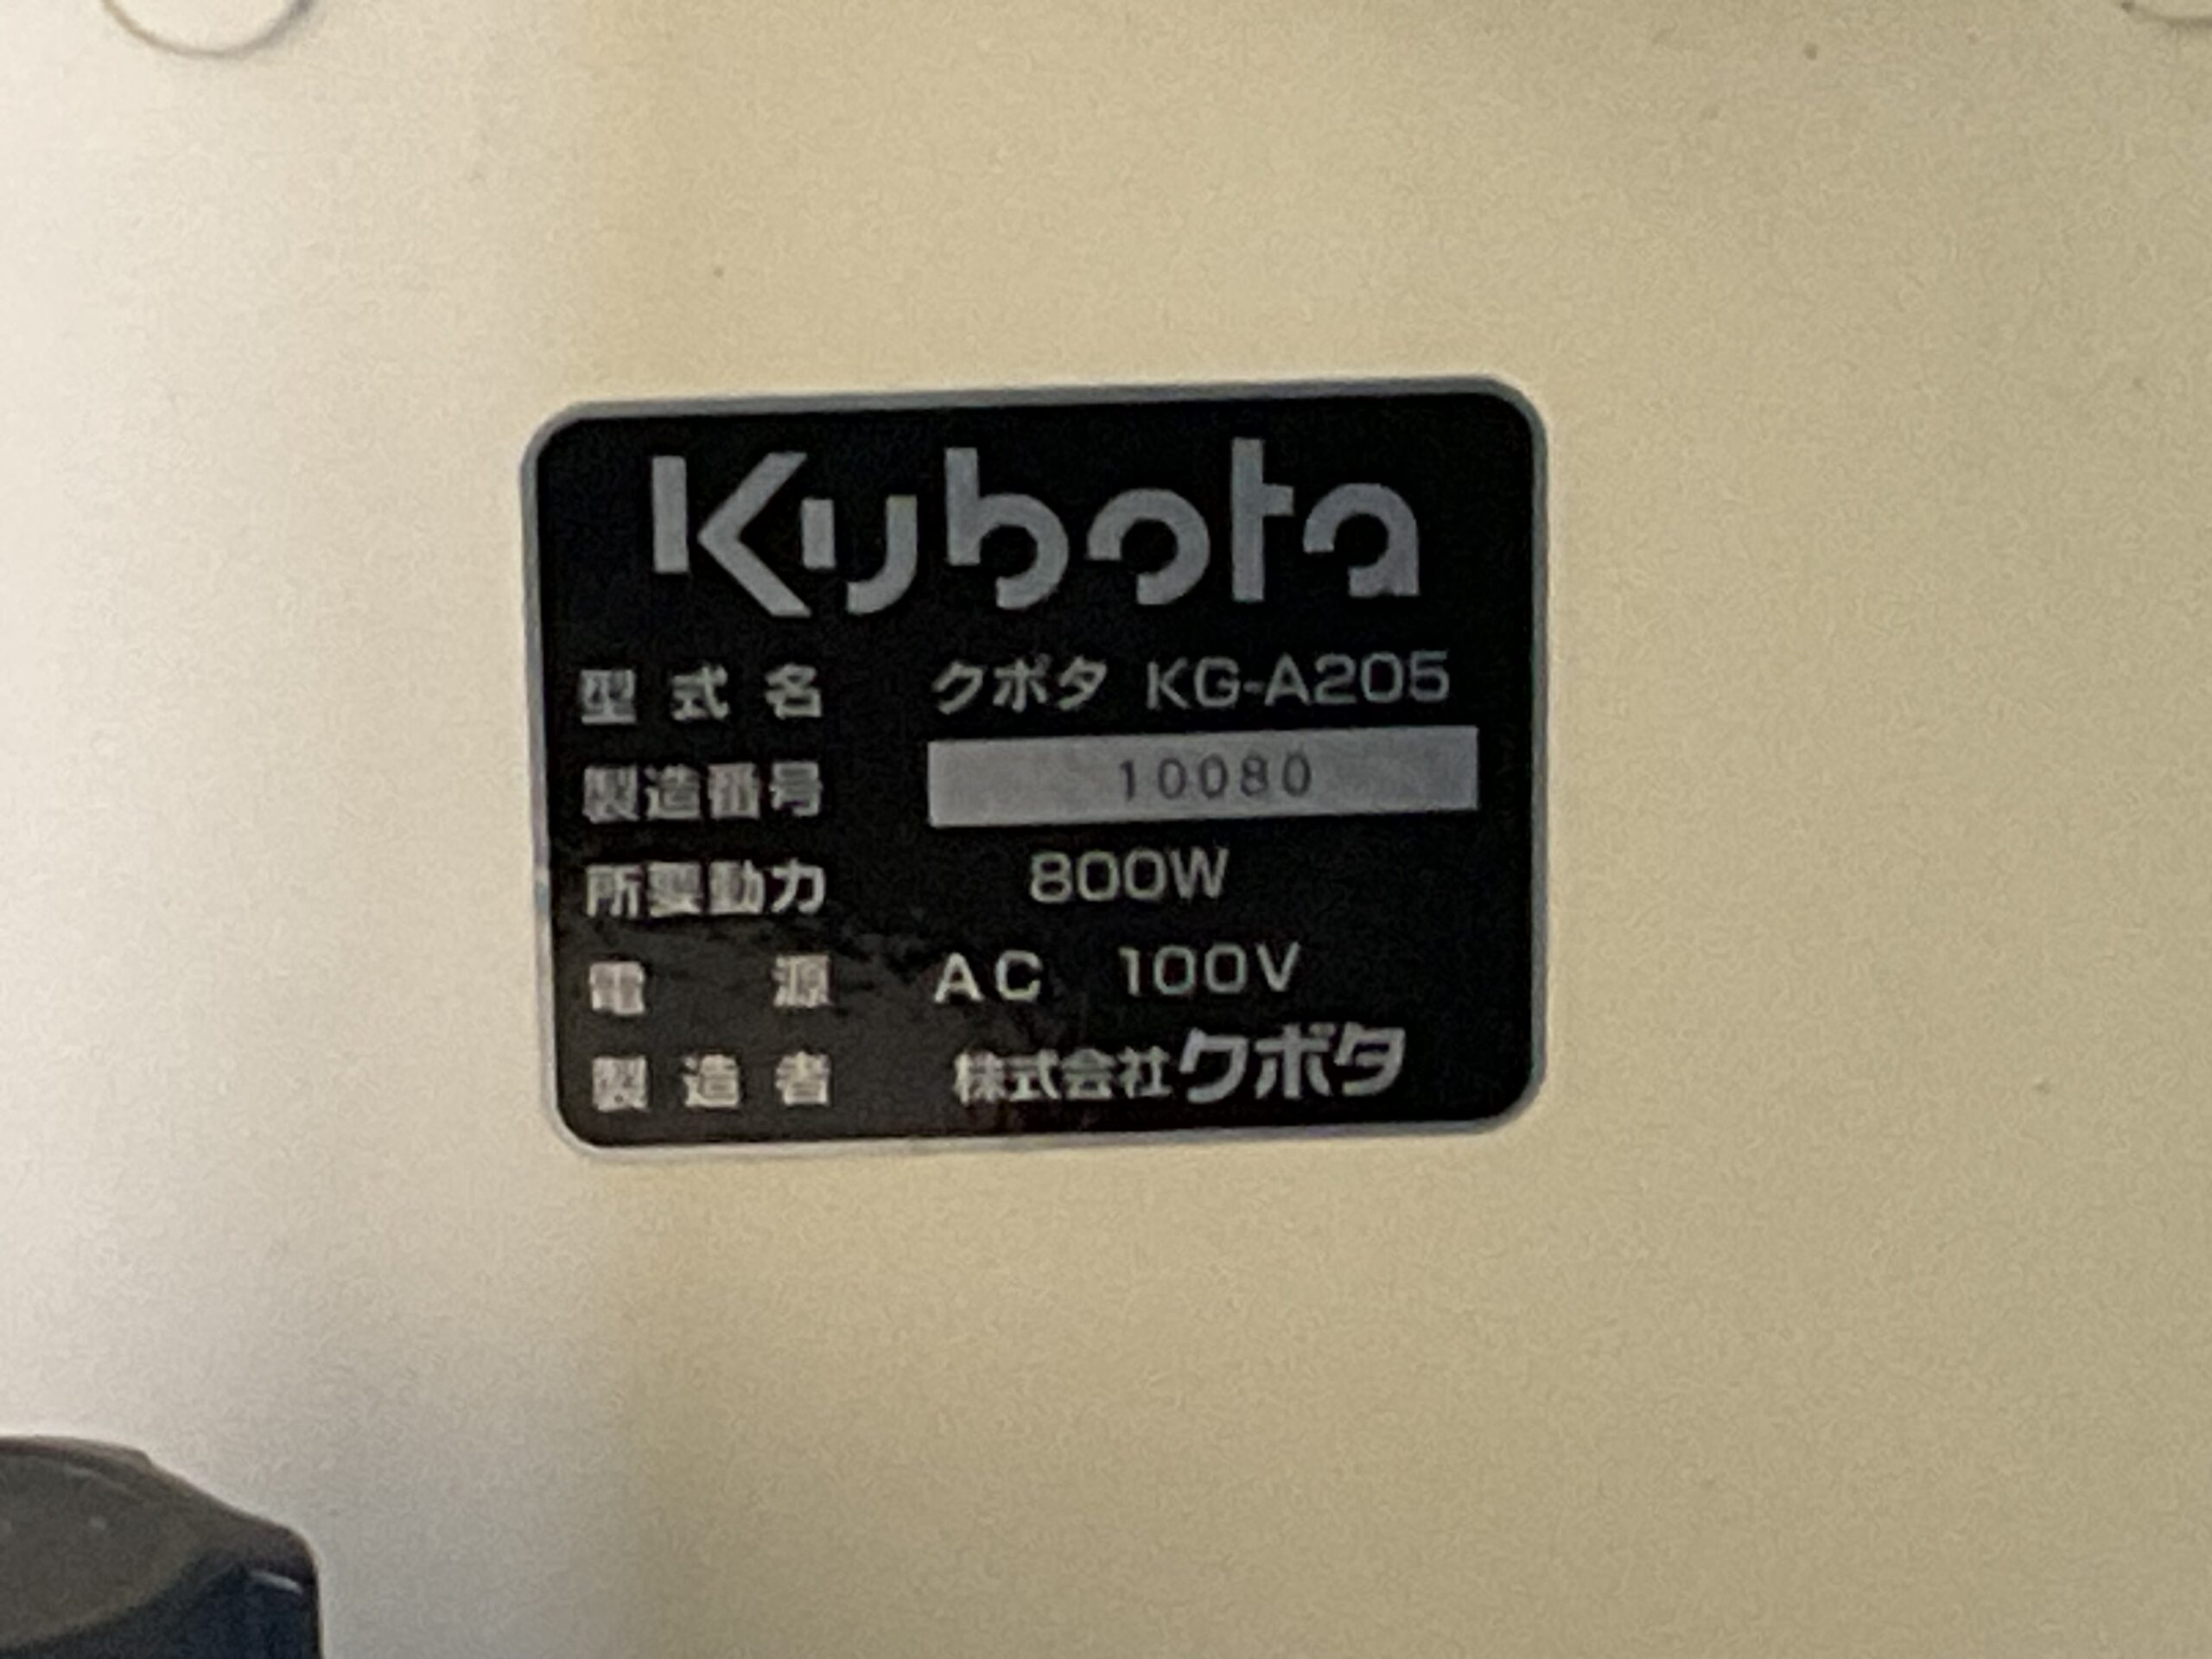 Kubota
型式名 クボタ KG-A205
製造番号 10080
所要動力 800W
電源 AC 100V
製造者 株式会社クボタ